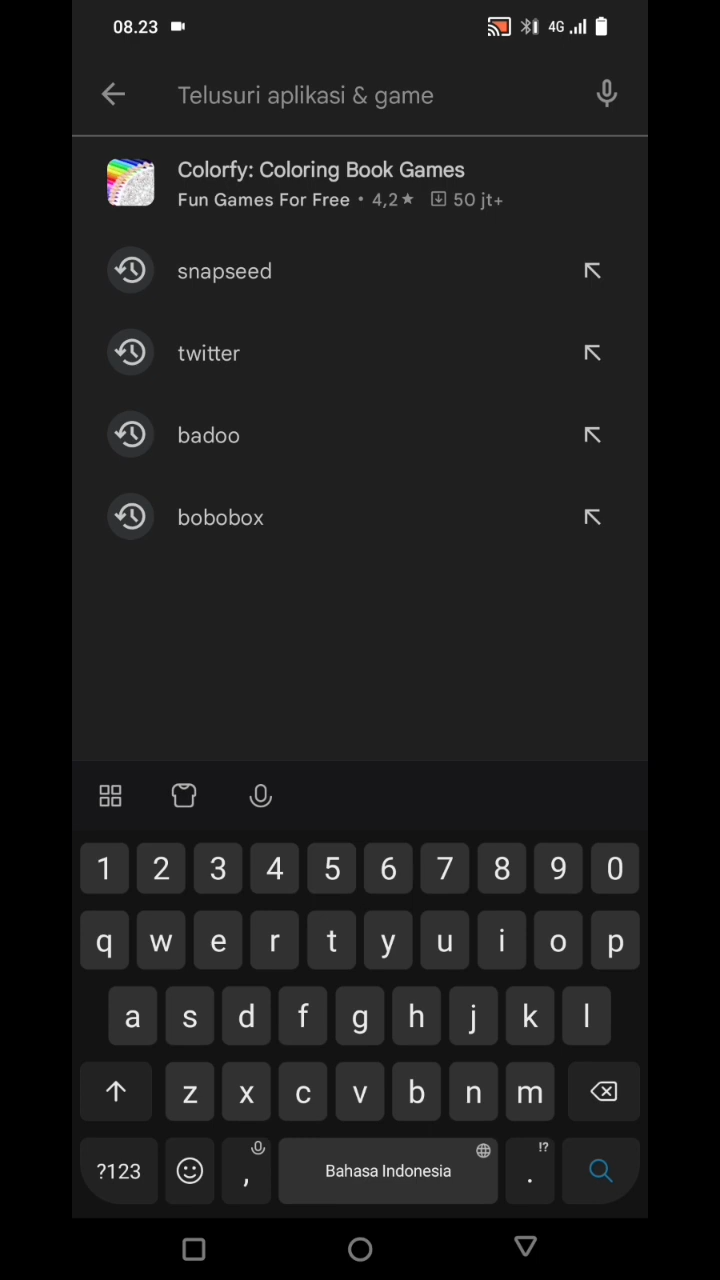 08.23
4G
Telusuri aplikasi & game
Colorfy: Coloring Book Games
Fun Games For Free • 4,2★ 50 jt+
snapseed
twitter
badoo
bobobox
1 2 3 4 5 6 7 8 9 0
q w e r t y u i o p
a s d f g h j k l
z x c v b n m
!?
?123 , Bahasa Indonesia .